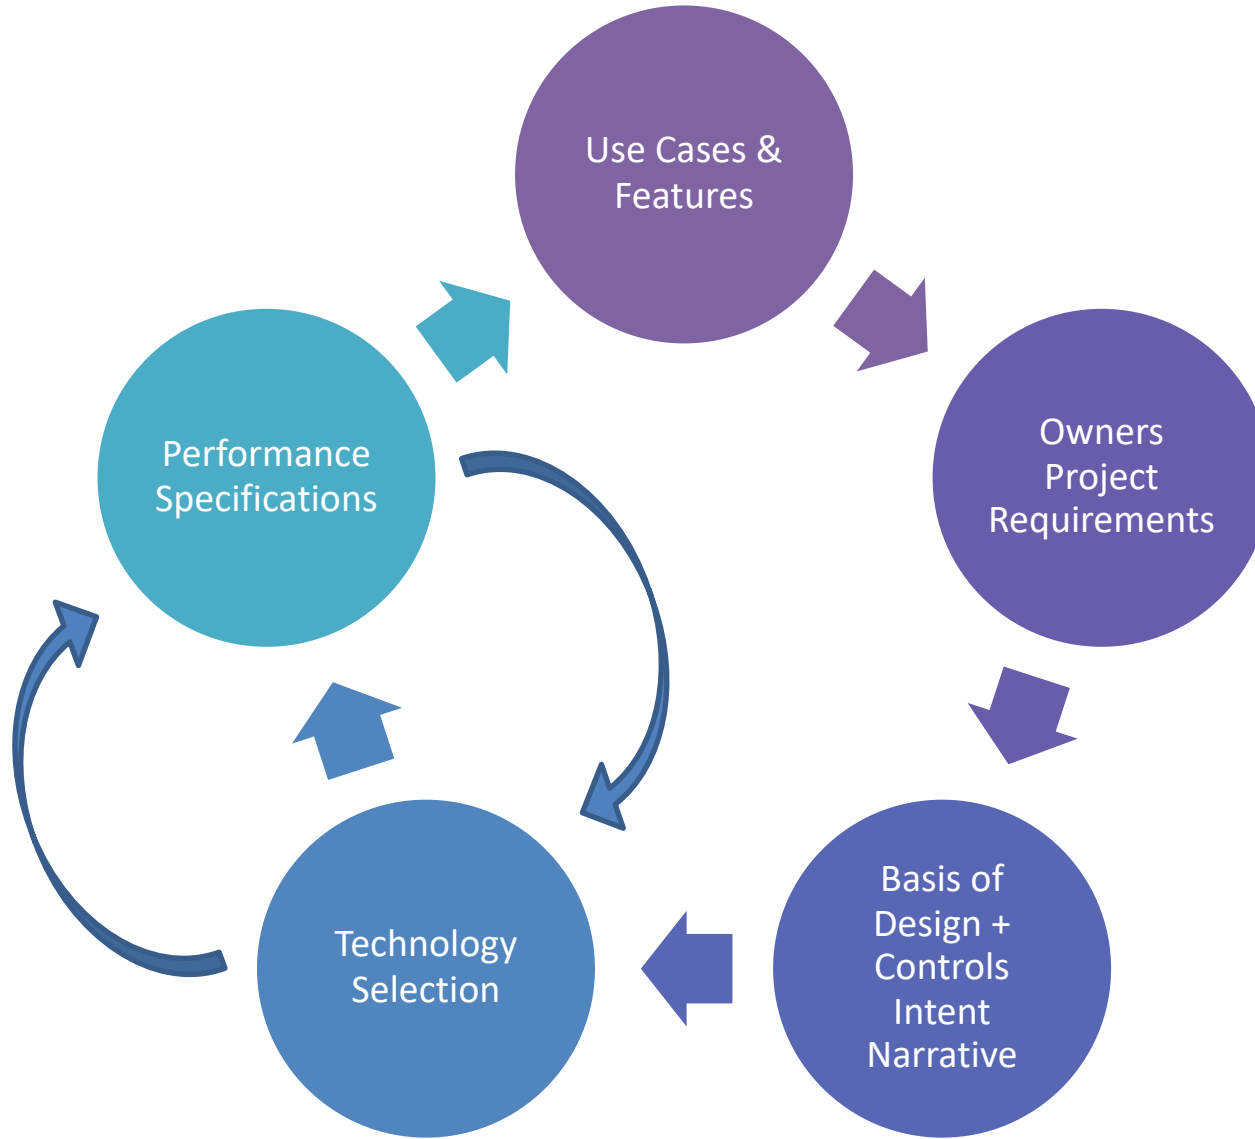 Use Cases &
Features
Owners
Project
Requirements
Basis of
Design +
Controls
Intent
Narrative
Technology
Selection
Performance
Specifications